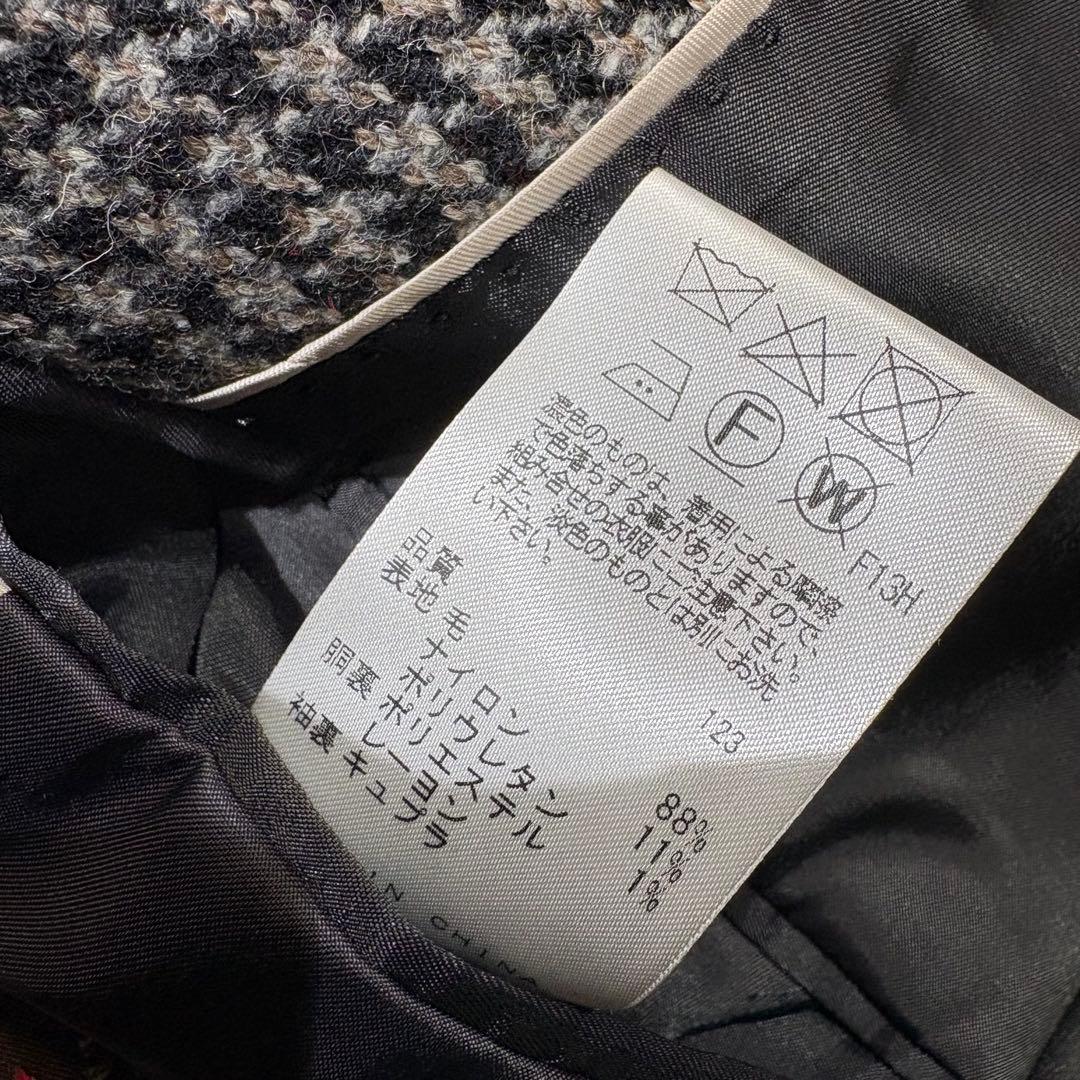 F
W
F13H
濃色のものは、着用による摩擦
で色落ちする事がありますので、
組み合せの衣服にご注意下さい。
また、淡色のものとは別にお洗
い下さい。
123
品質
表地 毛 88%
ナイロン 11%
ポリウレタン 1%
胴裏 ポリエステル
レーヨン
袖裏 キュプラ
IN CHINA